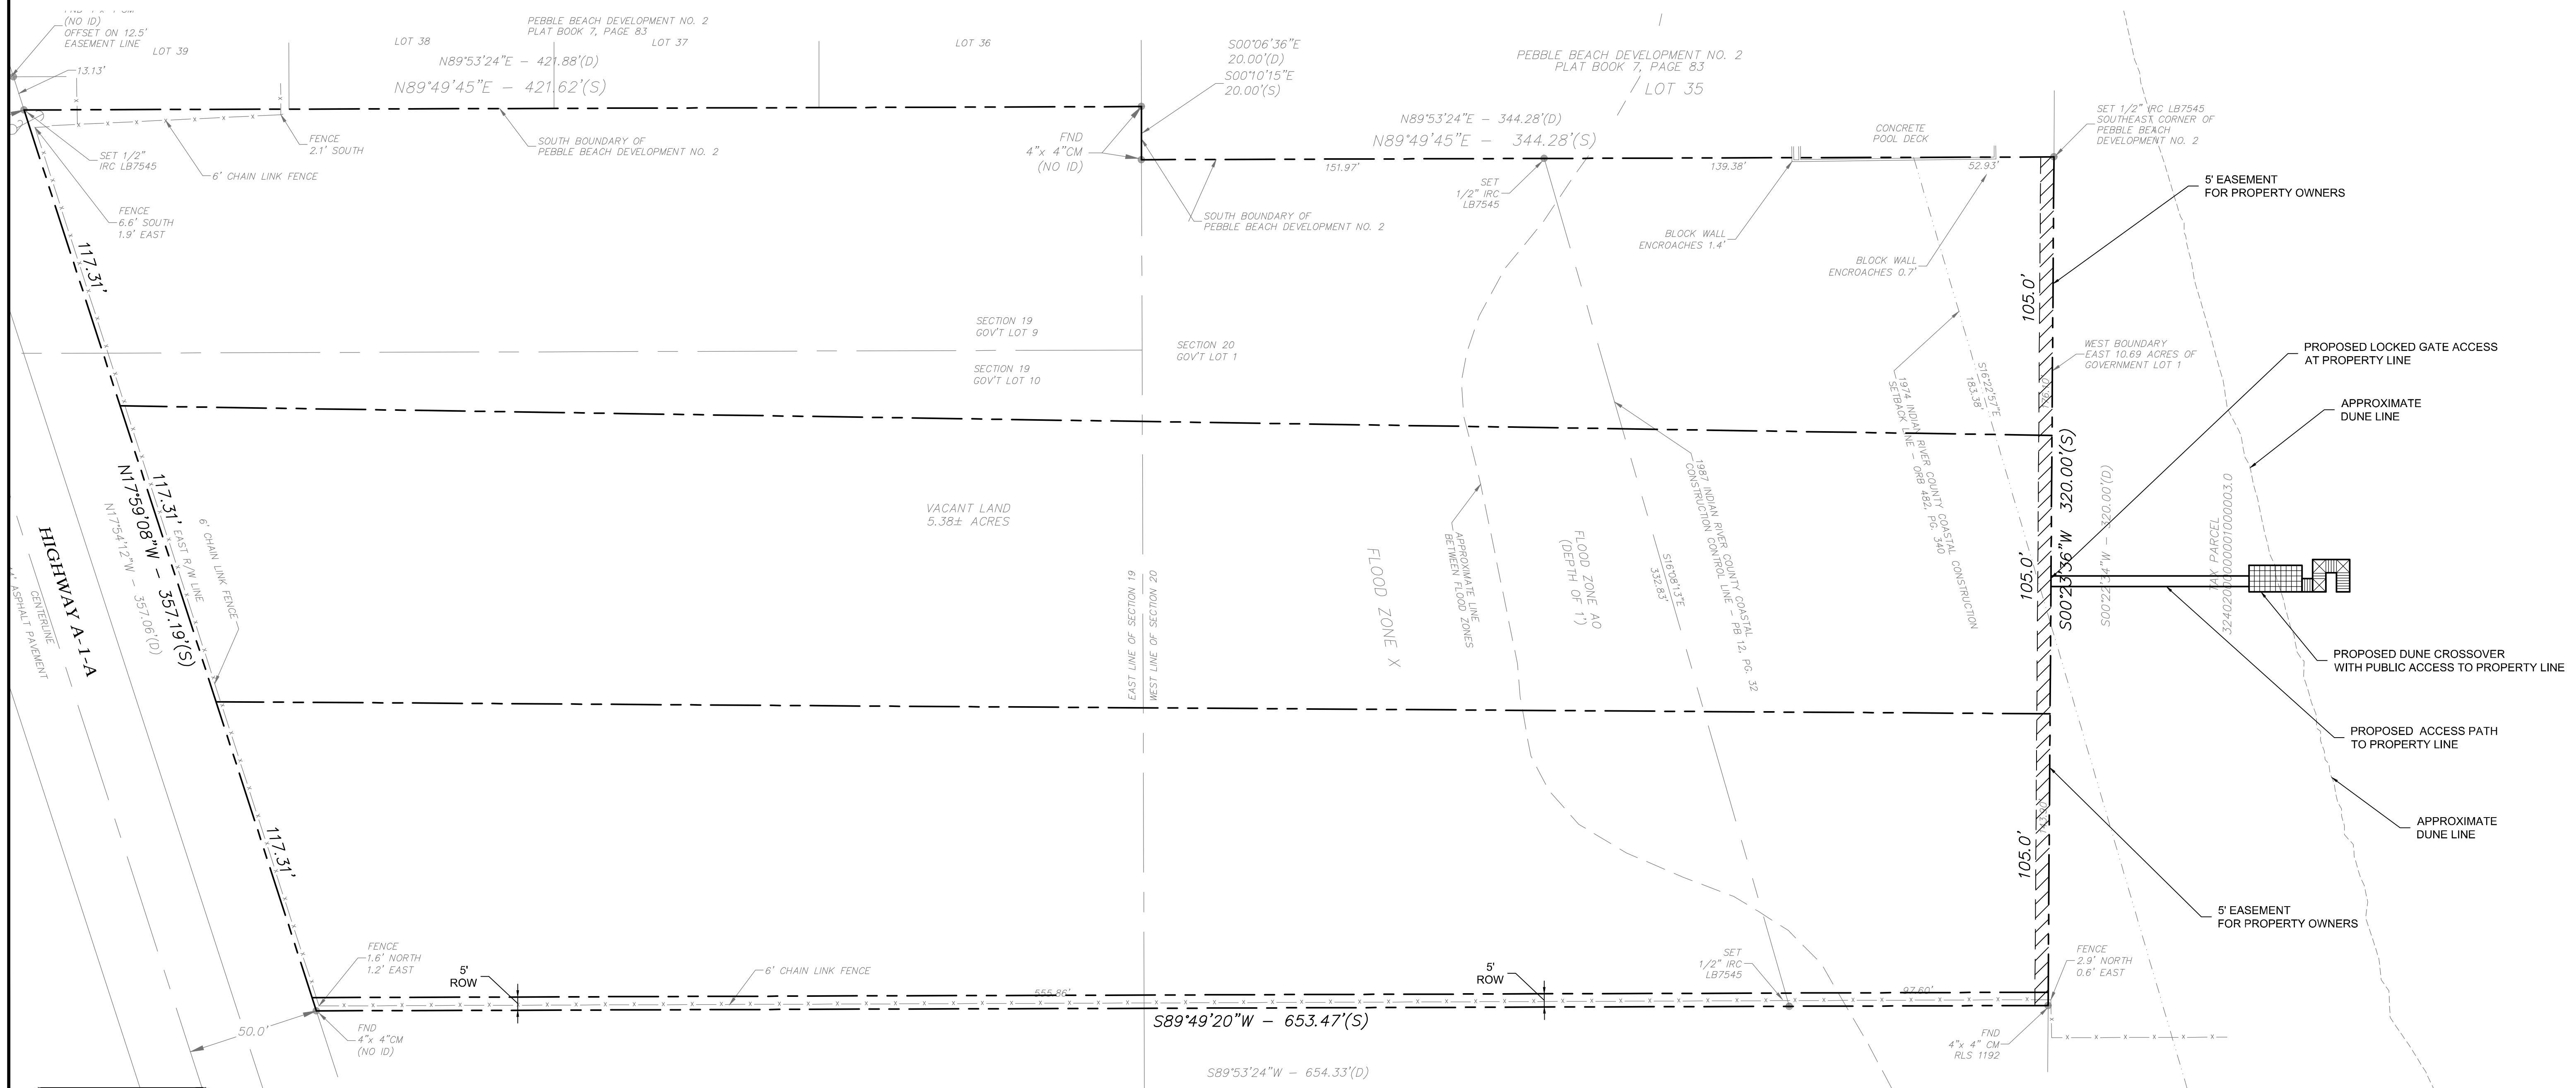 (NO ID)
OFFSET ON 12.5'
EASEMENT LINE
LOT 39
13.13'
LOT 38
PEBBLE BEACH DEVELOPMENT NO. 2
PLAT BOOK 7, PAGE 83
LOT 37
LOT 36
N89°53'24"E - 421.88'(D)
N89°49'45"E - 421.62'(S)
S00°06'36"E
20.00'(D)
S00°10'15"E
20.00'(S)
PEBBLE BEACH DEVELOPMENT NO. 2
PLAT BOOK 7, PAGE 83
LOT 35
N89°53'24"E - 344.28'(D)
N89°49'45"E - 344.28'(S)
CONCRETE
POOL DECK
SET 1/2" IRC LB7545
SOUTHEAST CORNER OF
PEBBLE BEACH
DEVELOPMENT NO. 2
FENCE
2.1' SOUTH
SOUTH BOUNDARY OF
PEBBLE BEACH DEVELOPMENT NO. 2
FND
4"x 4"CM
(NO ID)
SET 1/2"
IRC LB7545
6' CHAIN LINK FENCE
151.97'
139.38'
52.93'
SET
1/2" IRC
LB7545
5' EASEMENT
FOR PROPERTY OWNERS
FENCE
6.6' SOUTH
1.9' EAST
SOUTH BOUNDARY OF
PEBBLE BEACH DEVELOPMENT NO. 2
BLOCK WALL
ENCROACHES 1.4'
BLOCK WALL
ENCROACHES 0.7'
117.31'
105.0'
SECTION 19
GOV'T LOT 9
SECTION 20
GOV'T LOT 1
SECTION 19
GOV'T LOT 10
WEST BOUNDARY
EAST 10.69 ACRES OF
GOVERNMENT LOT 1
PROPOSED LOCKED GATE ACCESS
AT PROPERTY LINE
S16°22'57"E
183.38'
1974 INDIAN RIVER COUNTY COASTAL CONSTRUCTION
SETBACK LINE - ORB 482, PG. 340
APPROXIMATE
DUNE LINE
117.31'
N17°59'08"W - 357.19'(S)
N17°54'12"W - 357.06'(D)
EAST R/W LINE
6' CHAIN LINK FENCE
HIGHWAY A-1-A
CENTERLINE
ASPHALT PAVEMENT
VACANT LAND
5.38± ACRES
EAST LINE OF SECTION 19
WEST LINE OF SECTION 20
FLOOD ZONE X
APPROXIMATE LINE
BETWEEN FLOOD ZONES
FLOOD ZONE AO
(DEPTH OF 1')
S16°08'13"E
332.83'
1987 INDIAN RIVER COUNTY COASTAL
CONSTRUCTION CONTROL LINE - PB 12, PG. 32
105.0'
S00°23'36"W 320.00'(S)
S00°22'34"W - 320.00'(D)
TAX PARCEL
PROPOSED DUNE CROSSOVER
WITH PUBLIC ACCESS TO PROPERTY LINE
PROPOSED ACCESS PATH
TO PROPERTY LINE
APPROXIMATE
DUNE LINE
117.31'
105.0'
5' EASEMENT
FOR PROPERTY OWNERS
FENCE
1.6' NORTH
1.2' EAST
5'
ROW
6' CHAIN LINK FENCE
555.86'
5'
ROW
SET
1/2" IRC
LB7545
97.60'
FENCE
2.9' NORTH
0.6' EAST
50.0'
FND
4"x 4"CM
(NO ID)
S89°49'20"W - 653.47'(S)
FND
4"x 4" CM
RLS 1192
S89°53'24"W - 654.33'(D)